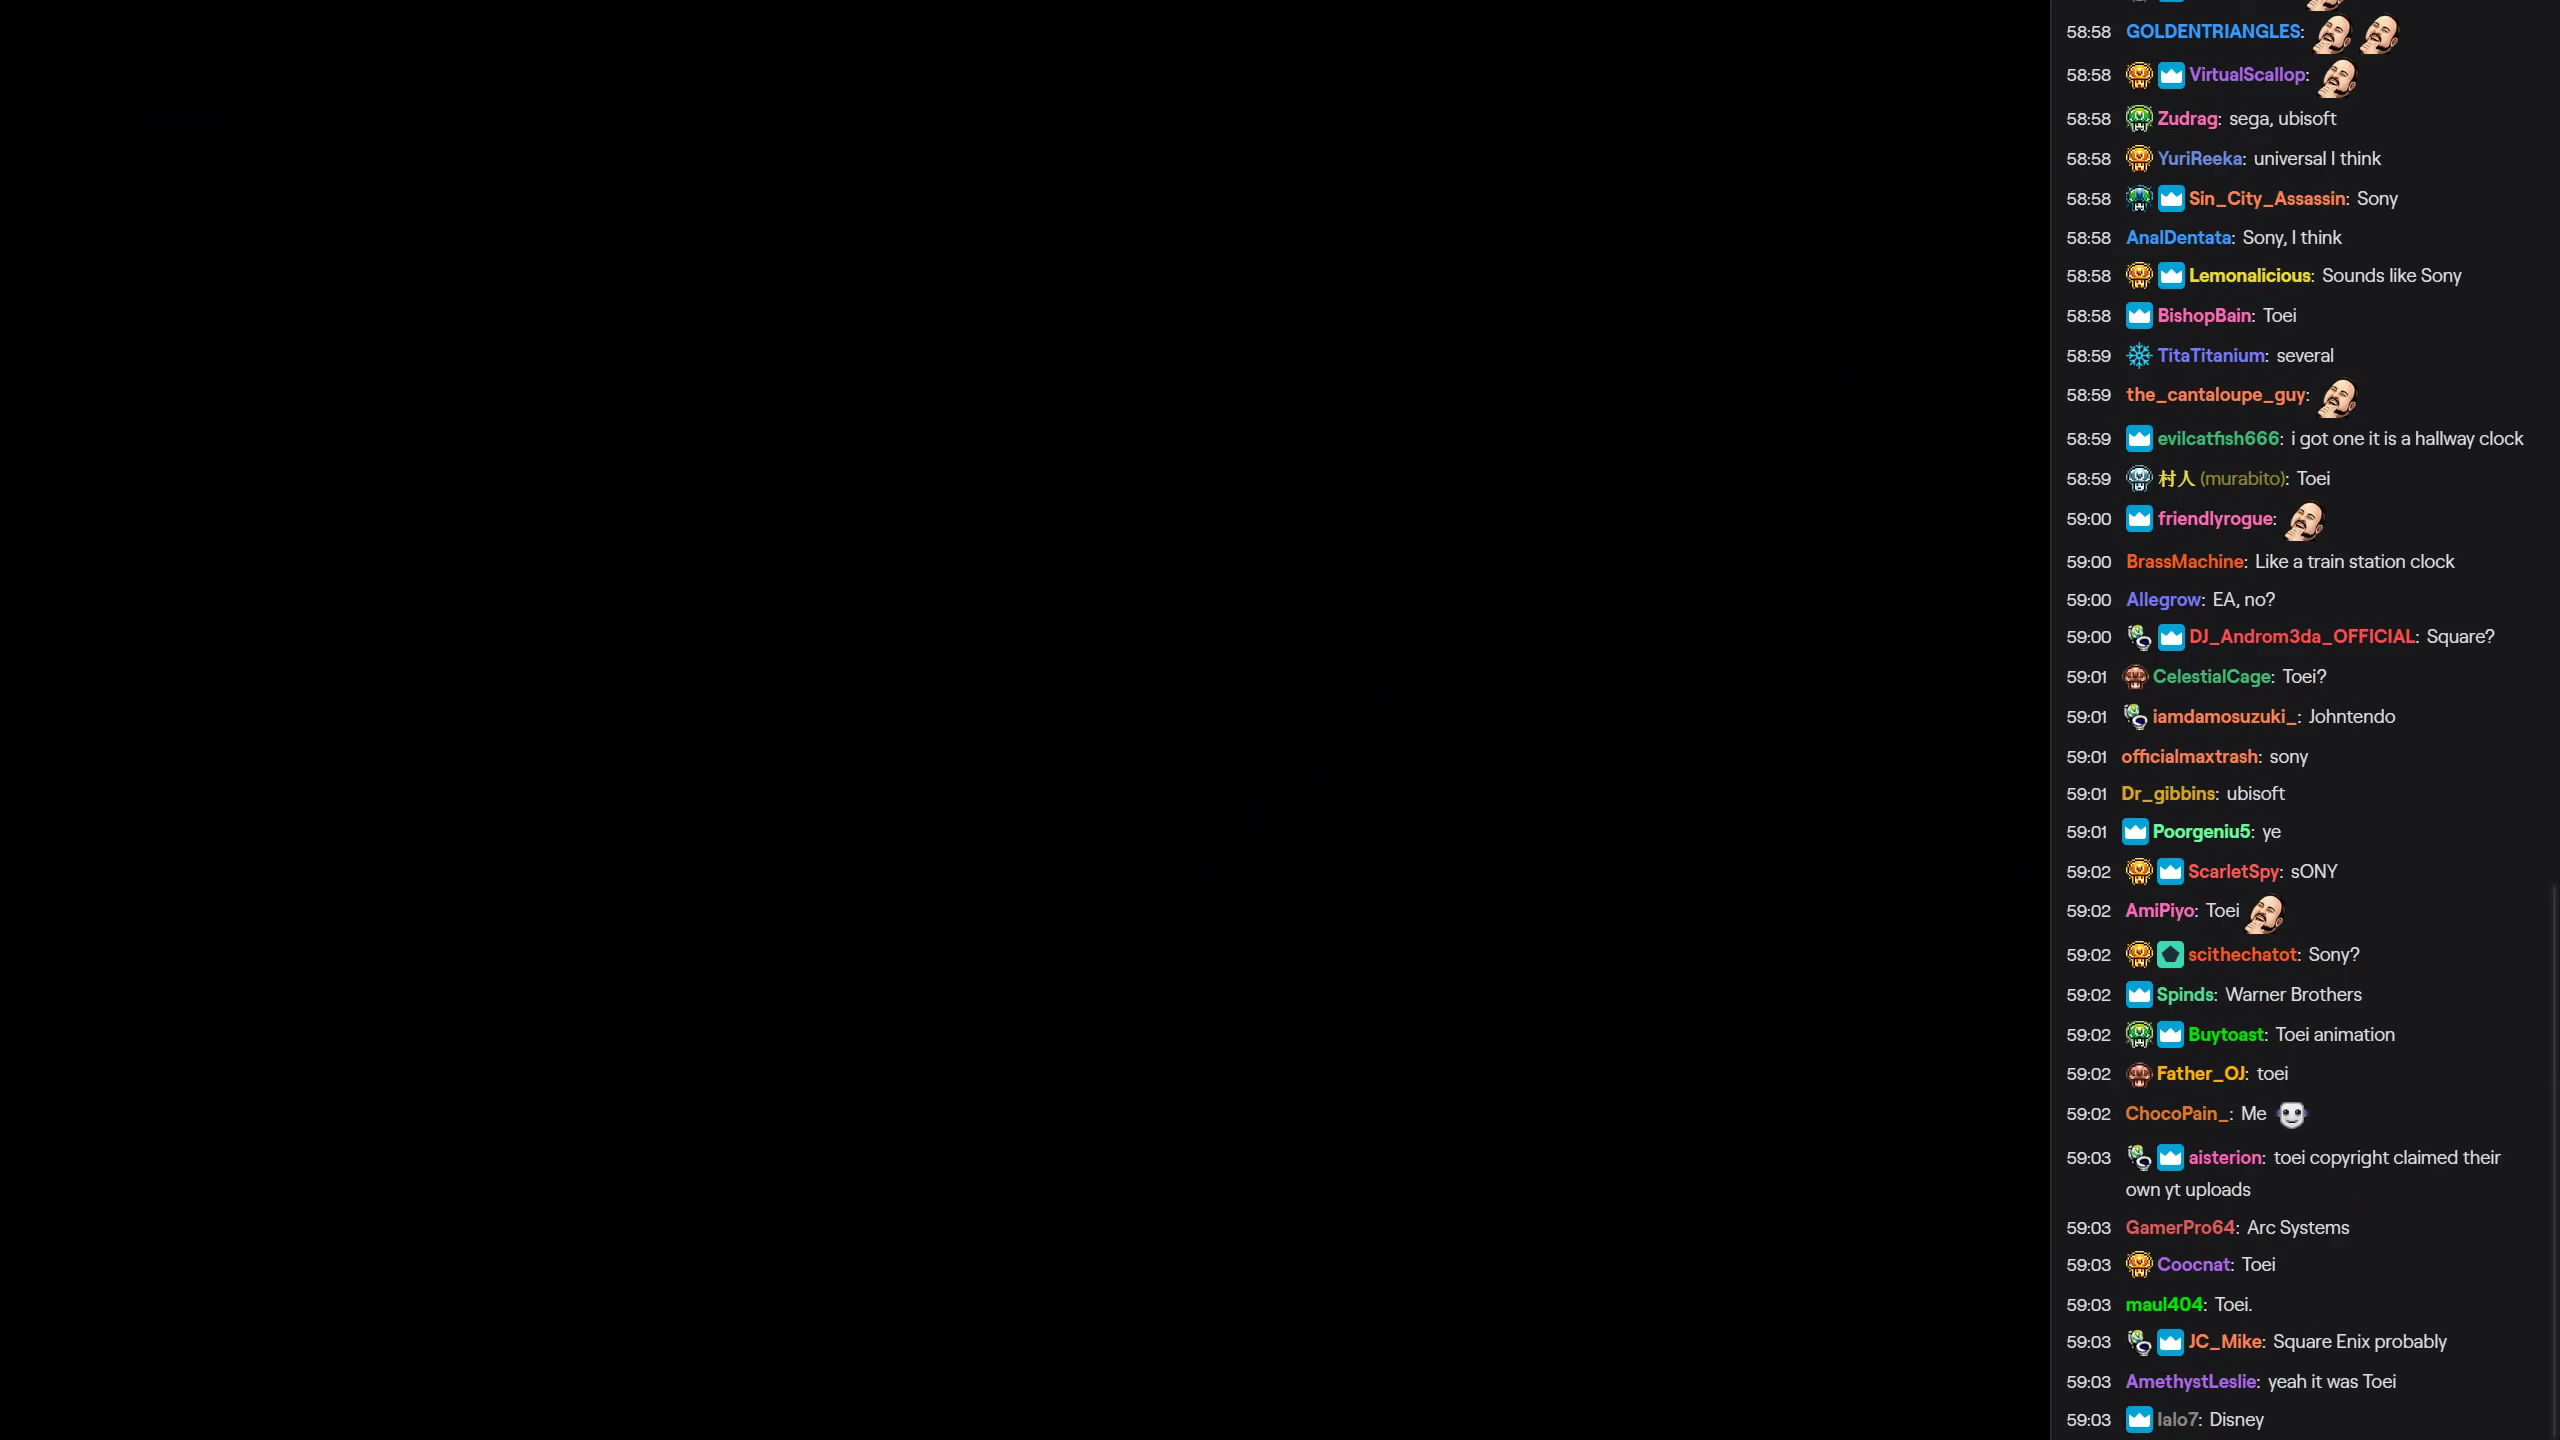 58:58 GOLDENTRIANGLES:
58:58 VirtualScallop:
58:58 Zudrag: sega, ubisoft
58:58 YuriReeka: universal I think
58:58 Sin_City_Assassin: Sony
58:58 AnalDentata: Sony, I think
58:58 Lemonalicious: Sounds like Sony
58:58 BishopBain: Toei
58:59 TitaTitanium: several
58:59 the_cantaloupe_guy:
58:59 evilcatfish666: i got one it is a hallway clock
58:59 村人 (murabito): Toei
59:00 friendlyrogue:
59:00 BrassMachine: Like a train station clock
59:00 Allegrow: EA, no?
59:00 DJ_Androm3da_OFFICIAL: Square?
59:01 CelestialCage: Toei?
59:01 iamdamosuzuki_: Johntendo
59:01 officialmaxtrash: sony
59:01 Dr_gibbins: ubisoft
59:01 Poorgeniu5: ye
59:02 ScarletSpy: sONY
59:02 AmiPiyo: Toei
59:02 scithechatot: Sony?
59:02 Spinds: Warner Brothers
59:02 Buytoast: Toei animation
59:02 Father_OJ: toei
59:02 ChocoPain_: Me
59:03 aisterion: toei copyright claimed their
own yt uploads
59:03 GamerPro64: Arc Systems
59:03 Coocnat: Toei
59:03 maul404: Toei.
59:03 JC_Mike: Square Enix probably
59:03 AmethystLeslie: yeah it was Toei
59:03 lalo7: Disney